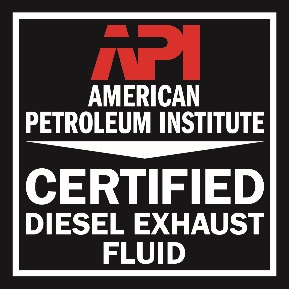 API
AMERICAN
PETROLEUM INSTITUTE
CERTIFIED
DIESEL EXHAUST
FLUID